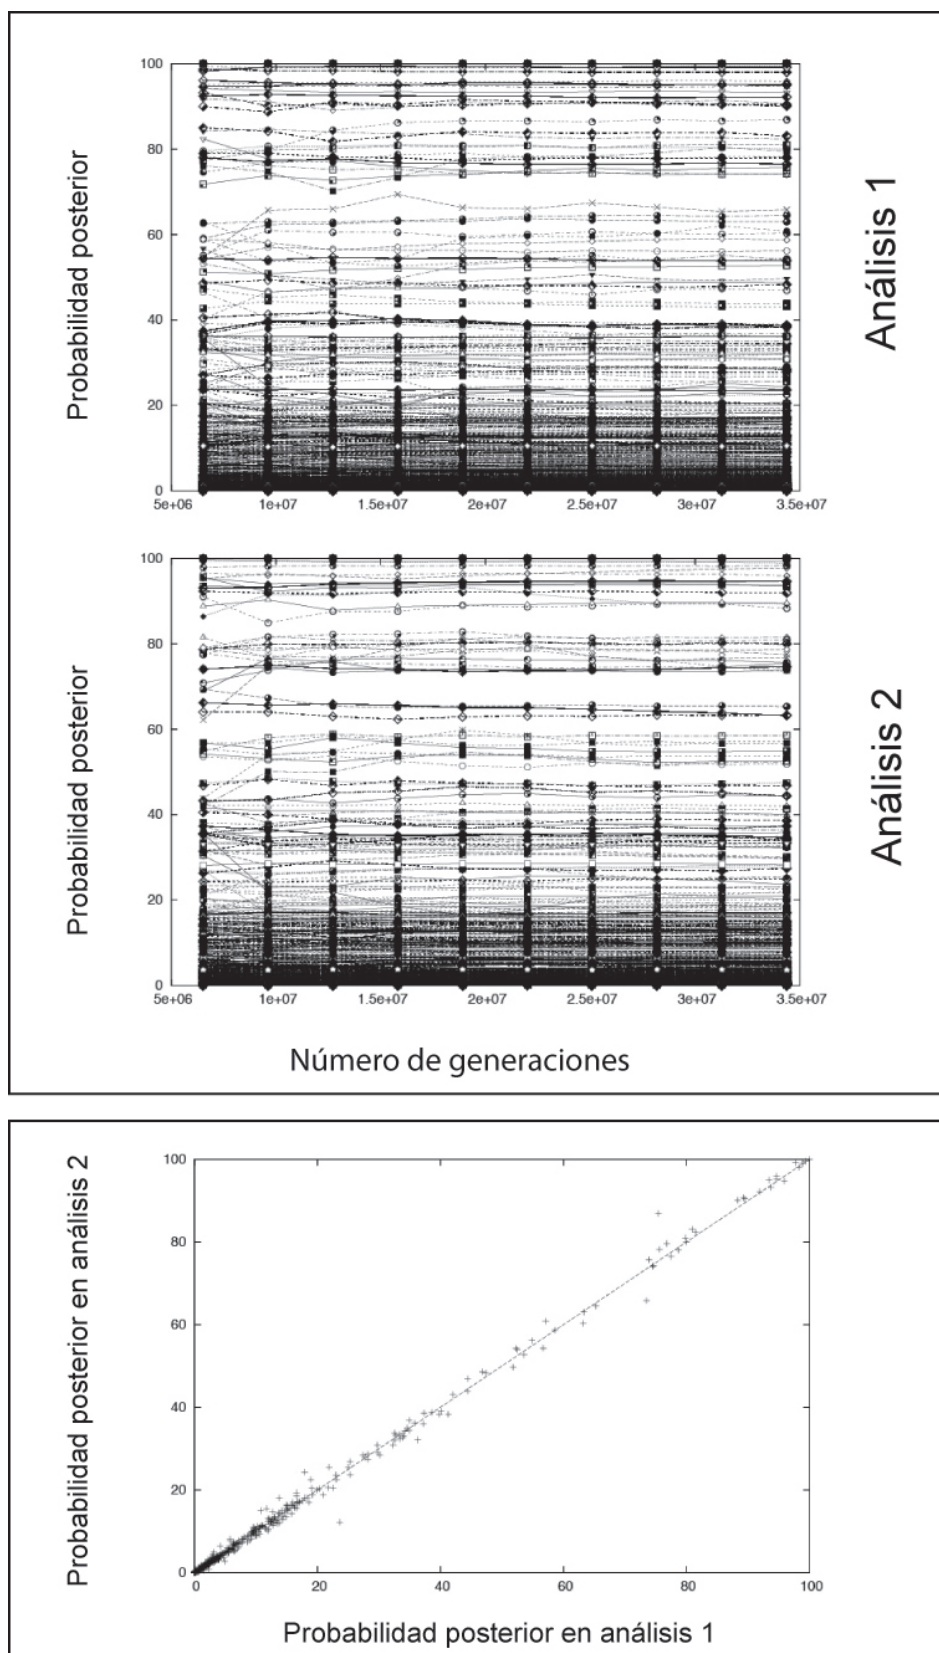 100
80
60
40
20
0
Probabilidad posterior
5e+06 1e+07 1.5e+07 2e+07 2.5e+07 3e+07 3.5e+07
Análisis 1
100
80
60
40
20
0
Probabilidad posterior
5e+06 1e+07 1.5e+07 2e+07 2.5e+07 3e+07 3.5e+07
Análisis 2
Número de generaciones
Probabilidad posterior en análisis 2
100
80
60
40
20
0
0 20 40 60 80 100
Probabilidad posterior en análisis 1